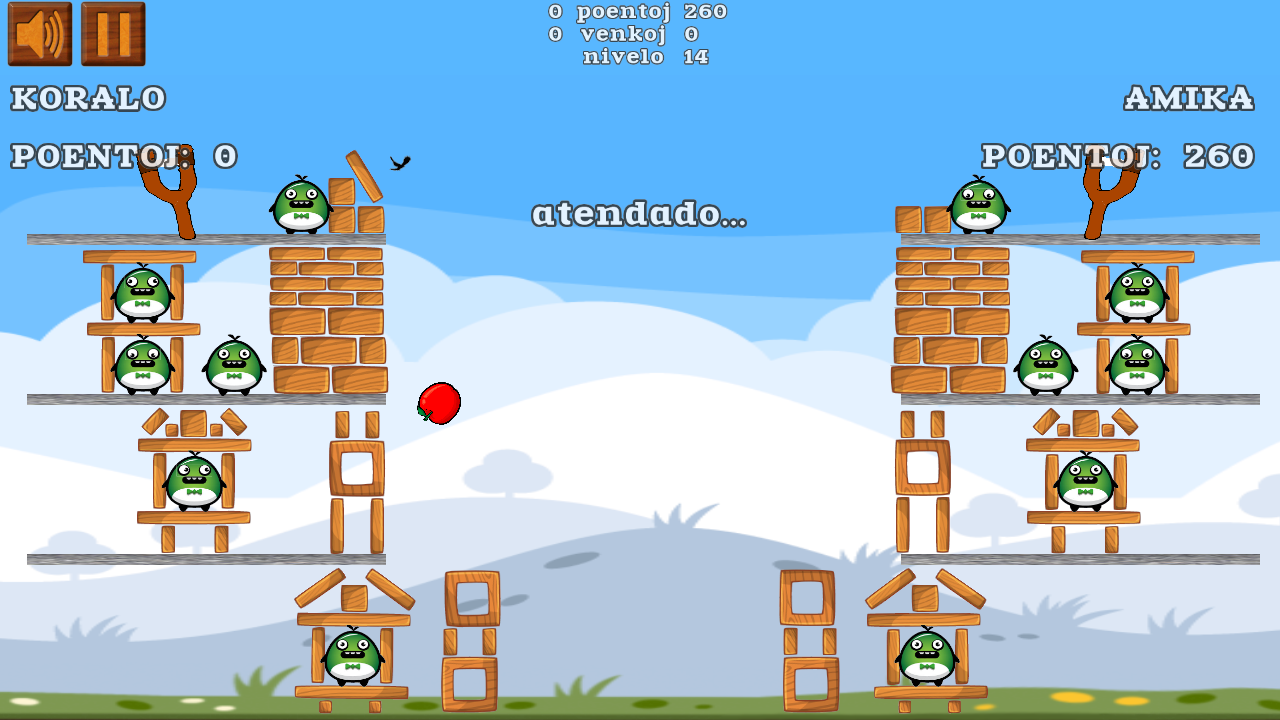 0 poentoj 260
0 venkoj 0
nivelo 14
KORALO
AMIKA
POENTOJ: 0
POENTOJ: 260
atendado...